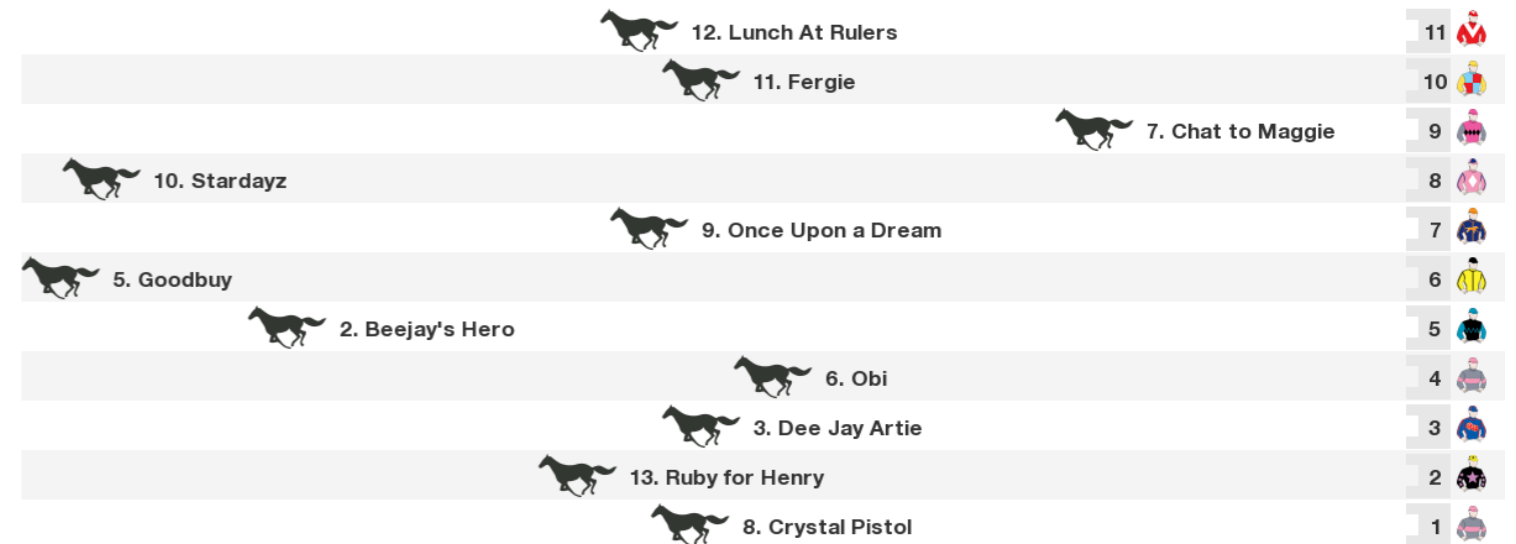 12. Lunch At Rulers 11
11. Fergie 10
7. Chat to Maggie 9
10. Stardayz 8
9. Once Upon a Dream 7
5. Goodbuy 6
2. Beejay's Hero 5
6. Obi 4
3. Dee Jay Artie 3
13. Ruby for Henry 2
8. Crystal Pistol 1